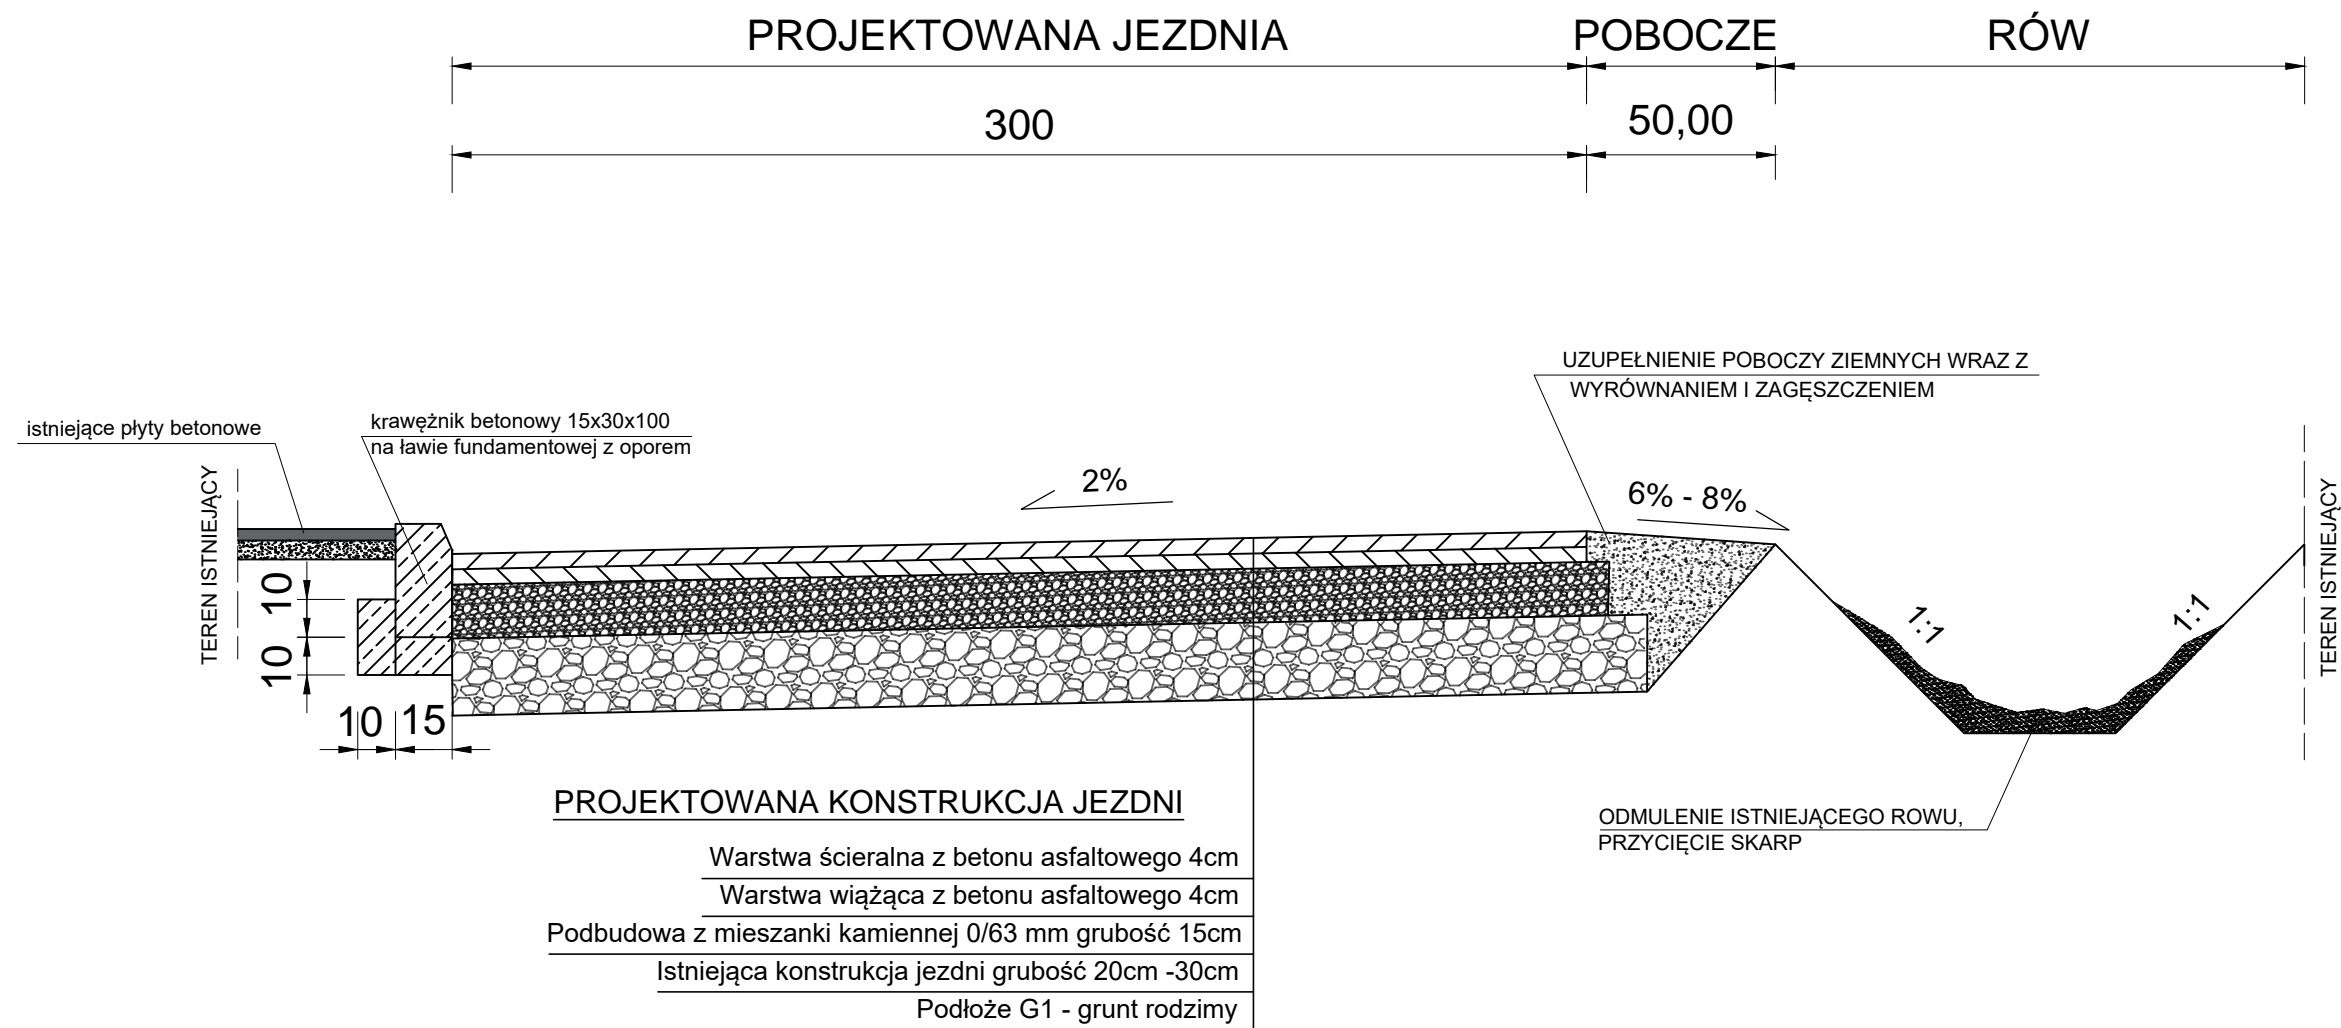 PROJEKTOWANA JEZDNIA
POBOCZE
RÓW
300
50,00
UZUPEŁNIENIE POBOCZY ZIEMNYCH WRAZ Z
WYRÓWNANIEM I ZAGĘSZCZENIEM
istniejące płyty betonowe
krawężnik betonowy 15x30x100
na ławie fundamentowej z oporem
TEREN ISTNIEJĄCY
2%
6% - 8%
TEREN ISTNIEJĄCY
10
10
1:1
1:1
10
15
PROJEKTOWANA KONSTRUKCJA JEZDNI
Warstwa ścieralna z betonu asfaltowego 4cm
Warstwa wiążąca z betonu asfaltowego 4cm
Podbudowa z mieszanki kamiennej 0/63 mm grubość 15cm
Istniejąca konstrukcja jezdni grubość 20cm -30cm
Podłoże G1 - grunt rodzimy
ODMULENIE ISTNIEJĄCEGO ROWU,
PRZYCIĘCIE SKARP